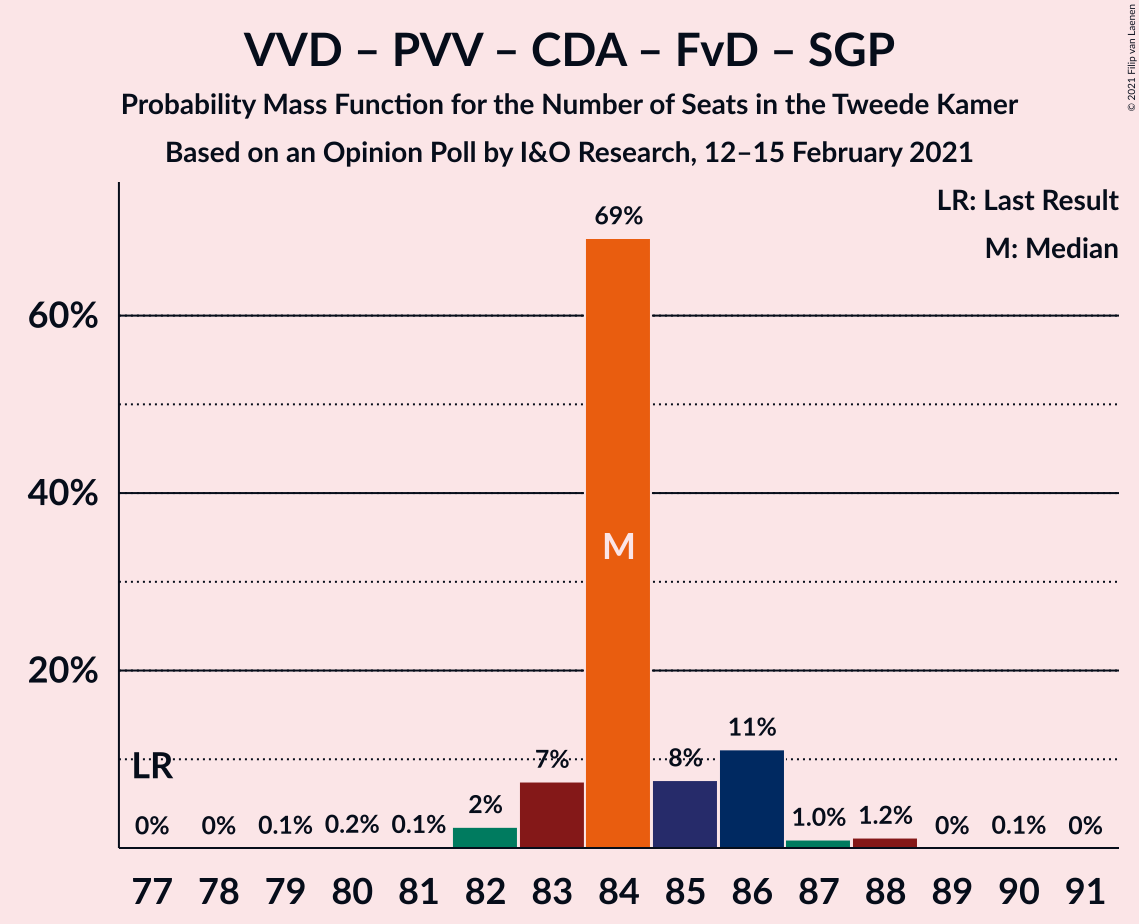 VVD – PVV – CDA – FvD – SGP
Probability Mass Function for the Number of Seats in the Tweede Kamer
Based on an Opinion Poll by I&O Research, 12–15 February 2021
© 2021 Filip van Laenen
LR: Last Result
M: Median
60%
40%
20%
69%
M
LR
0%
0%
0.1%
0.2%
0.1%
2%
7%
8%
11%
1.0%
1.2%
0%
0.1%
0%
77 78 79 80 81 82 83 84 85 86 87 88 89 90 91